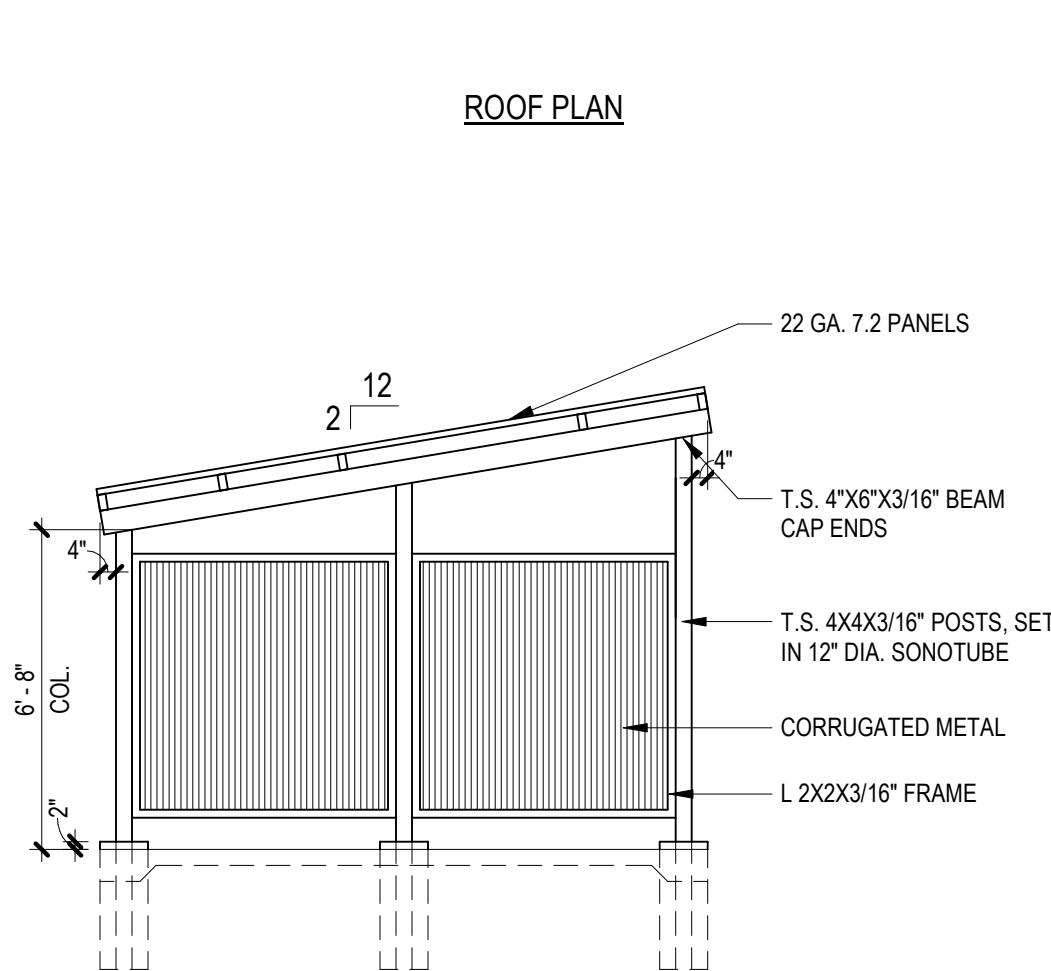 ROOF PLAN
22 GA. 7.2 PANELS
12
2
4"
T.S. 4"X6"X3/16" BEAM
CAP ENDS
4"
T.S. 4X4X3/16" POSTS, SET
IN 12" DIA. SONOTUBE
6' - 8"
COL.
CORRUGATED METAL
L 2X2X3/16" FRAME
2"